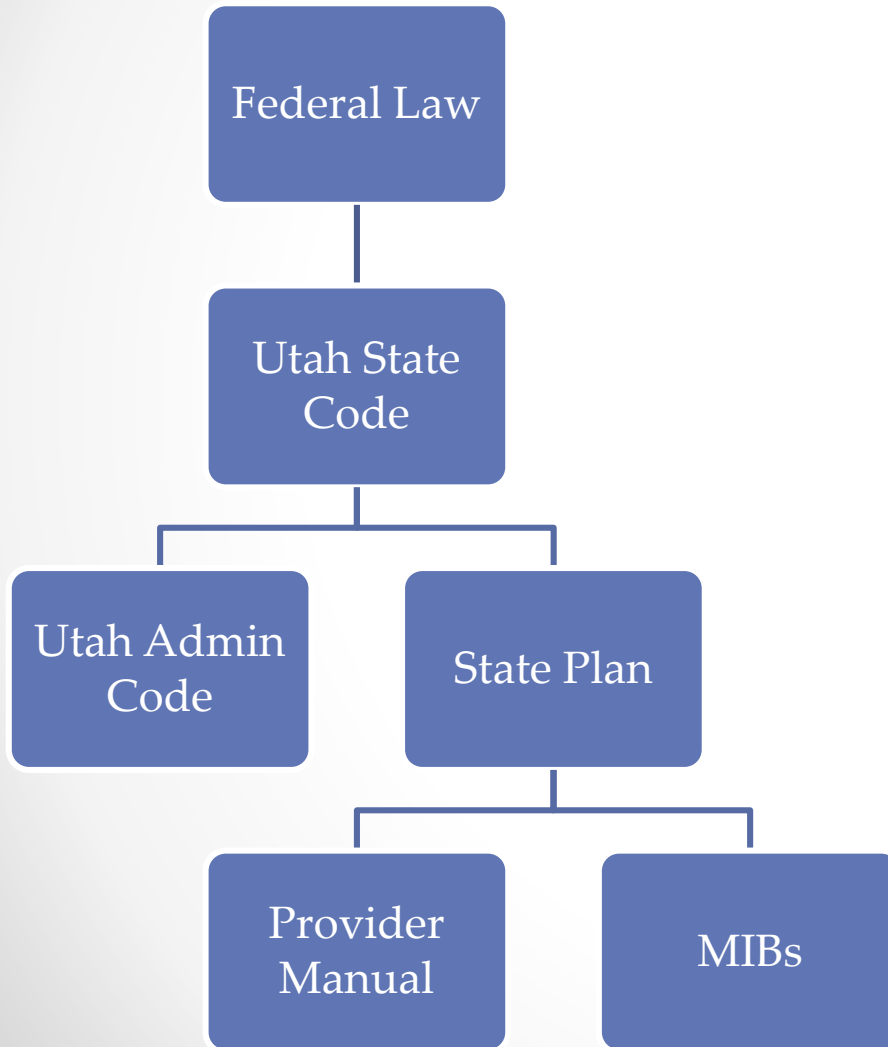 Federal Law
Utah State
Code
Utah Admin
Code
State Plan
Provider
Manual
MIBs